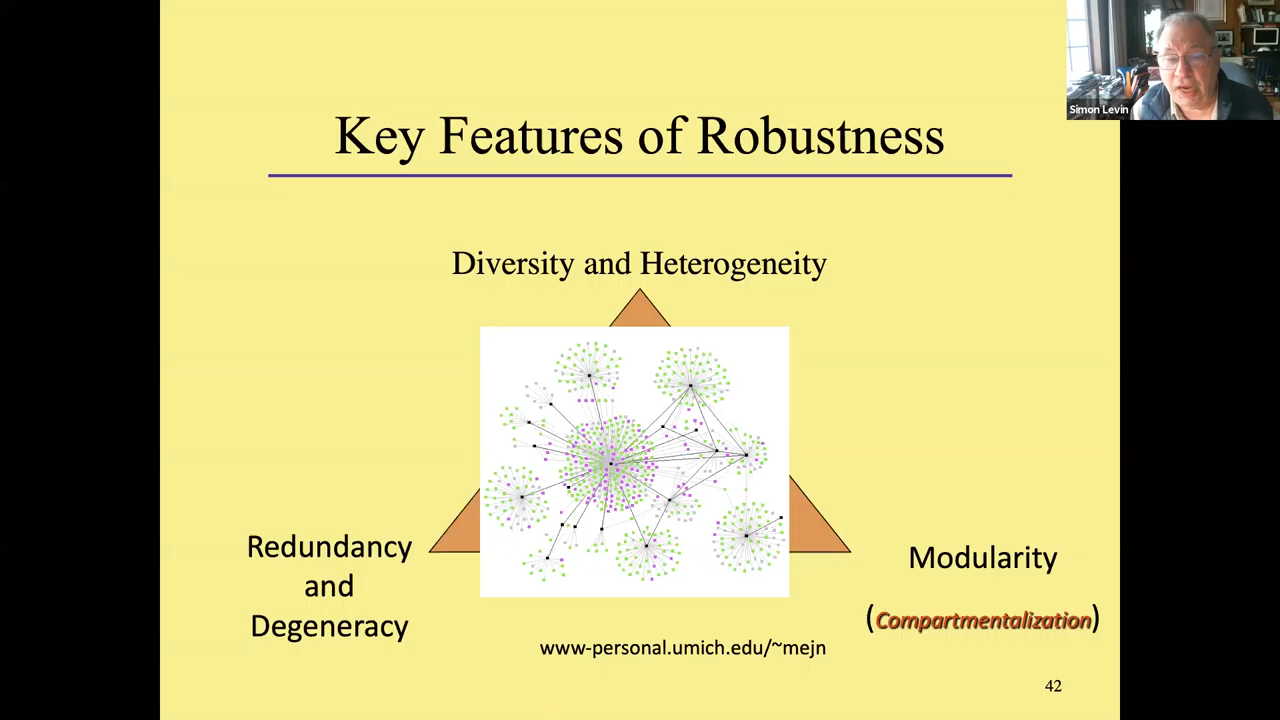 Simon Levin
Key Features of Robustness
Diversity and Heterogeneity
Redundancy
and
Degeneracy
Modularity
(Compartmentalization)
www-personal.umich.edu/~mejn
42